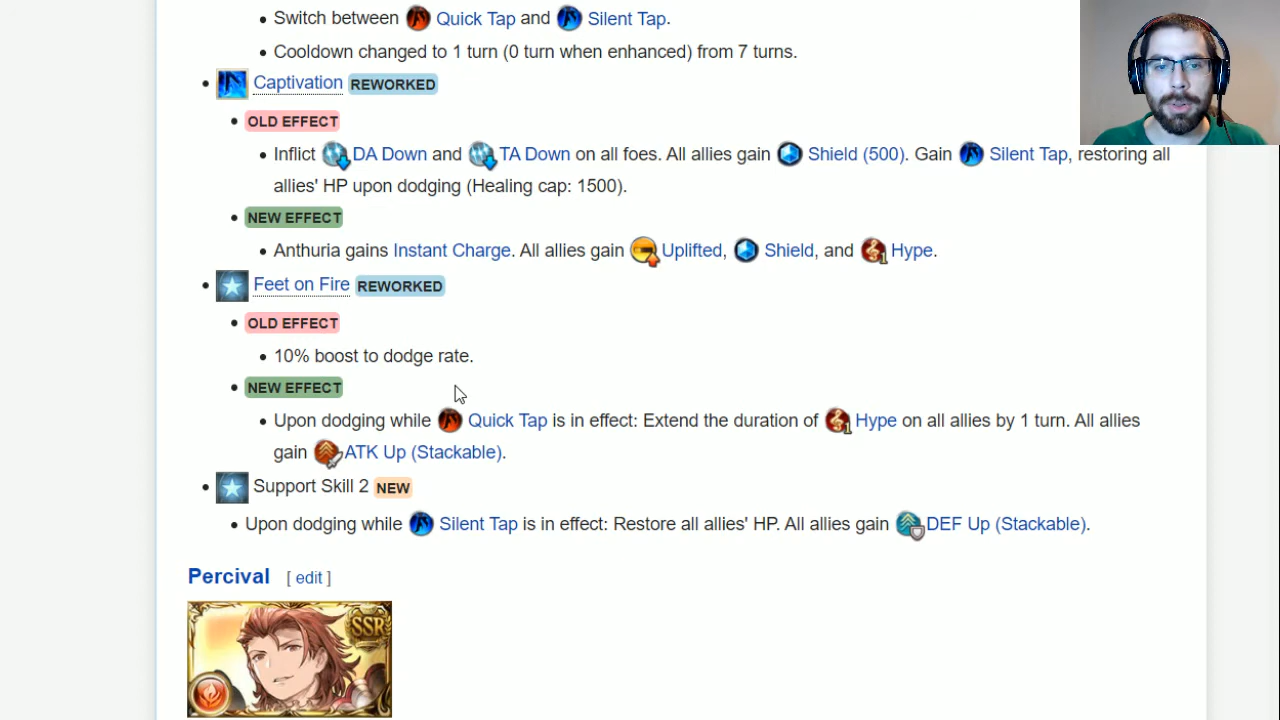 Switch between Quick Tap and Silent Tap.
Cooldown changed to 1 turn (0 turn when enhanced) from 7 turns.
Captivation REWORKED
OLD EFFECT
Inflict DA Down and TA Down on all foes. All allies gain Shield (500). Gain Silent Tap, restoring all
allies' HP upon dodging (Healing cap: 1500).
NEW EFFECT
Anthuria gains Instant Charge. All allies gain Uplifted, Shield, and Hype.
Feet on Fire REWORKED
OLD EFFECT
10% boost to dodge rate.
NEW EFFECT
Upon dodging while Quick Tap is in effect: Extend the duration of Hype on all allies by 1 turn. All allies
gain ATK Up (Stackable).
Support Skill 2 NEW
Upon dodging while Silent Tap is in effect: Restore all allies' HP. All allies gain DEF Up (Stackable).
Percival [ edit ]
SSR